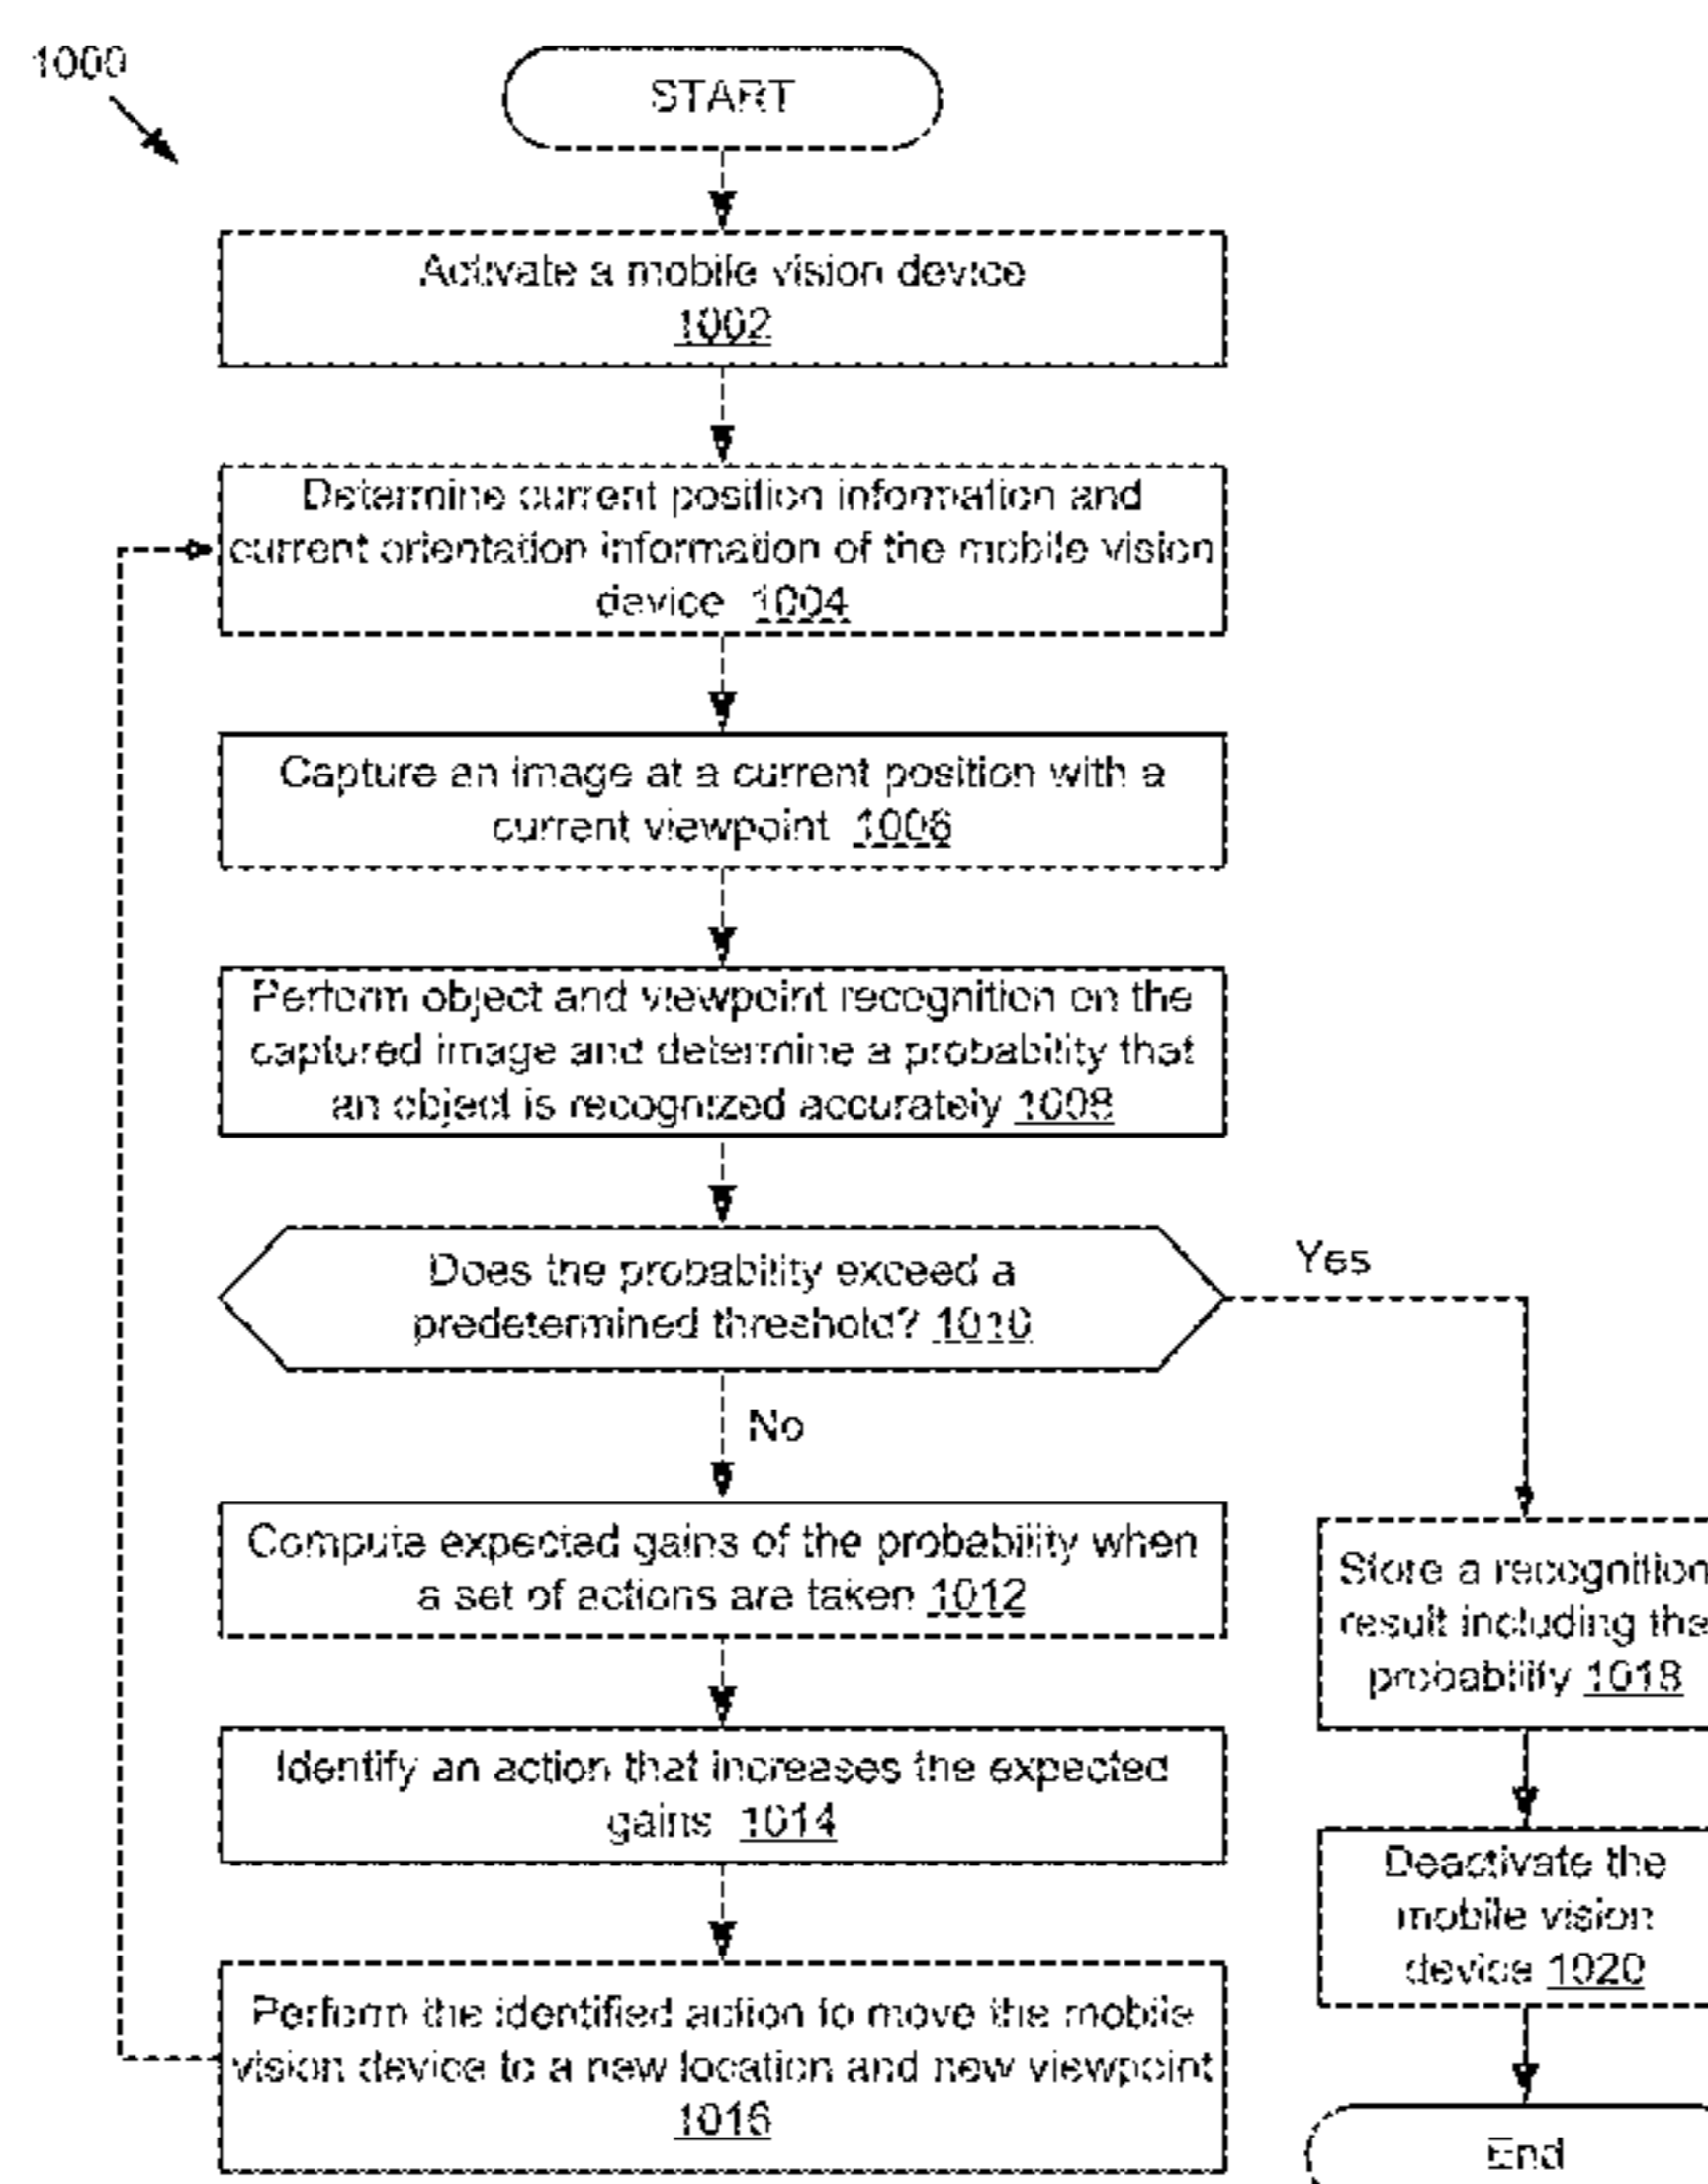 1000
START
Activate a mobile vision device
1002
Determine current position information and
current orientation information of the mobile vision
device 1004
Capture an image at a current position with a
current viewpoint 1006
Perform object and viewpoint recognition on the
captured image and determine a probability that
an object is recognized accurately 1008
Does the probability exceed a
predetermined threshold? 1010
Yes
No
Compute expected gains of the probability when
a set of actions are taken 1012
Identify an action that increases the expected
gains 1014
Perform the identified action to move the mobile
vision device to a new location and new viewpoint
1016
Store a recognition
result including the
probability 1018
Deactivate the
mobile vision
device 1020
End